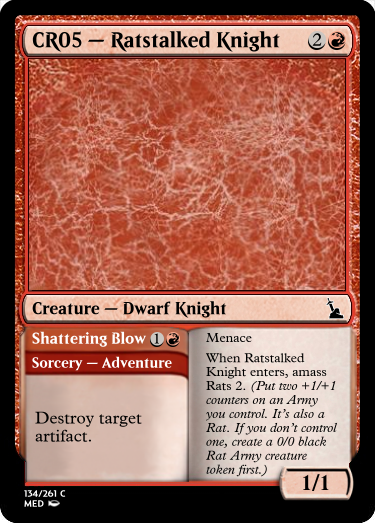 CR05 — Ratstalked Knight 2
Creature — Dwarf Knight
Shattering Blow 1
Sorcery — Adventure
Destroy target
artifact.
Menace
When Ratstalked
Knight enters, amass
Rats 2. (Put two +1/+1
counters on an Army
you control. It's also a
Rat. If you don't control
one, create a 0/0 black
Rat Army creature
token first.)
1/1
134/261 C
MED